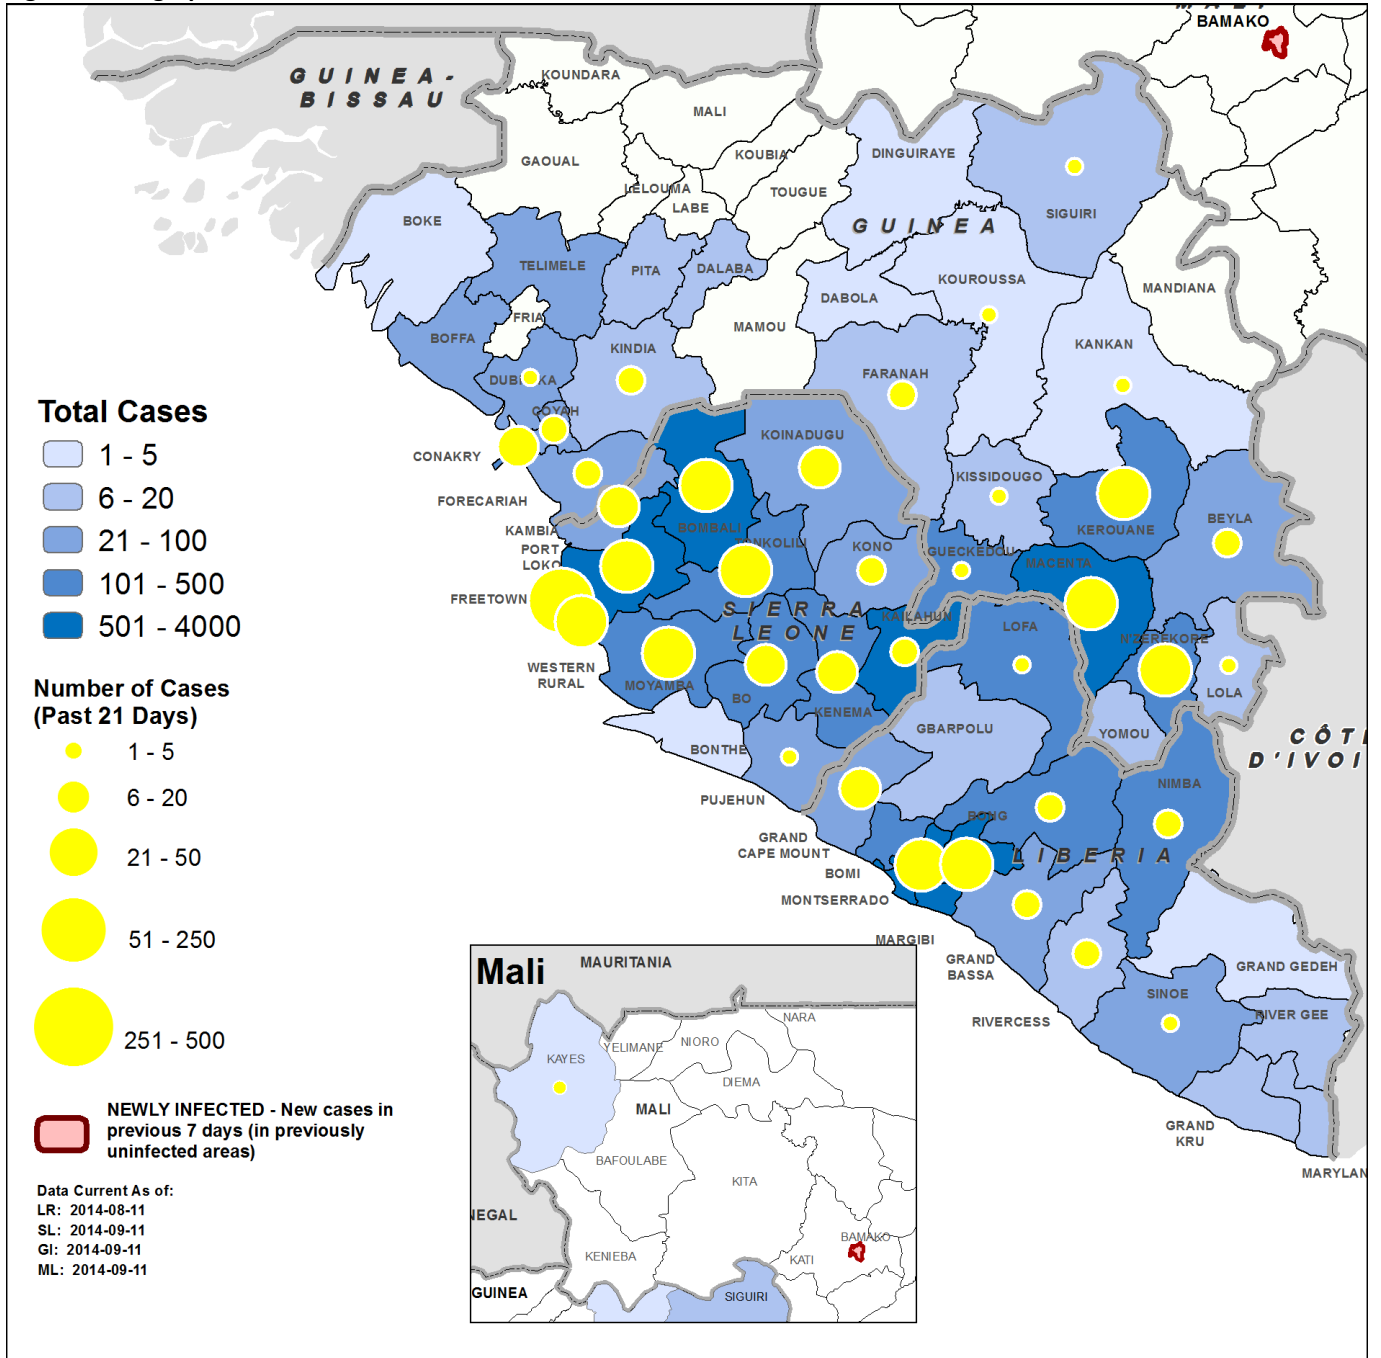 BAMAKO
GUINEA-
BISSAU
KOUNDARA
MALI
GAOUAL
KOUBIA
DINGUIRAYE
LELOUMA
TOUGUE
LABE
BOKE
SIGUIRI
GUINEA
TELIMELE
PITA
DALABA
KOUROUSSA
MANDIANA
DABOLA
FRIA
MAMOU
BOFFA
KINDIA
KANKAN
FARANAH
COYAH
KOINADUGU
CONAKRY
KISSIDOUGO
FORECARIAH
BEYLA
KAMBIA
BOMBALI
KEROUANE
TONKOLILI
PORT
LOKO
KONO
GUECKEDOU
MACENTA
FREETOWN
SIERRA
LEONE
KAILAHUN
LOFA
N'ZEREKORE
WESTERN
RURAL
MOYAMBA
BO
LOLA
KENEMA
GBARPOLU
YOMOU
CÔTE
D'IVOI
BONTHE
NIMBA
PUJEHUN
BONG
GRAND
CAPE MOUNT
LIBERIA
BOMI
MONTSERRADO
MARGIBI
GRAND
BASSA
GRAND GEDEH
SINOE
RIVER GEE
RIVERCESS
GRAND
KRU
MARYLAN
Total Cases
1 - 5
6 - 20
21 - 100
101 - 500
501 - 4000
Number of Cases
(Past 21 Days)
1 - 5
6 - 20
21 - 50
51 - 250
251 - 500
NEWLY INFECTED - New cases in
previous 7 days (in previously
uninfected areas)
Data Current As of:
LR: 2014-08-11
SL: 2014-09-11
GI: 2014-09-11
ML: 2014-09-11
Mali
MAURITANIA
NARA
YELIMANE
NIORO
KAYES
DIEMA
MALI
BAFOULABE
KITA
NEGAL
BAMAKO
KENIEBA
KATI
GUINEA
SIGUIRI